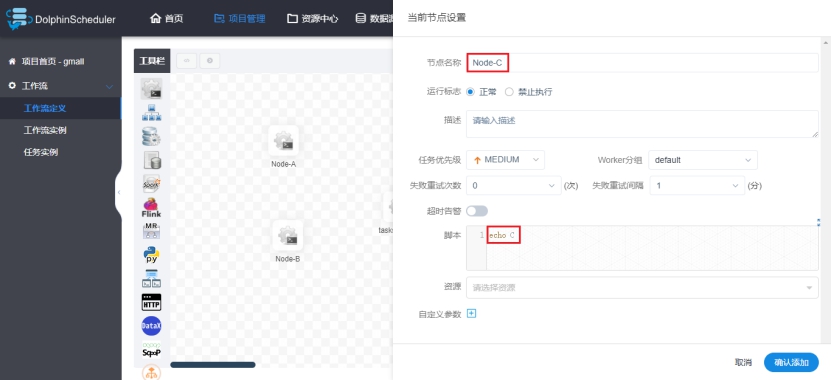 DolphinScheduler
首页
项目管理
资源中心
数据源
当前节点设置
项目首页 - gmall
工作流
工作流定义
工作流实例
任务实例
工具栏
Node-A
Node-B
tasks
Spark
Flink
MR
py
HTTP
DataX
Sqoop
节点名称 Node-C
运行标志 正常 禁止执行
描述 请输入描述
任务优先级 MEDIUM Worker分组 default
失败重试次数 0 (次) 失败重试间隔 1 (分)
超时告警
脚本 1 echo C
资源 请选择资源
自定义参数
取消 确认添加